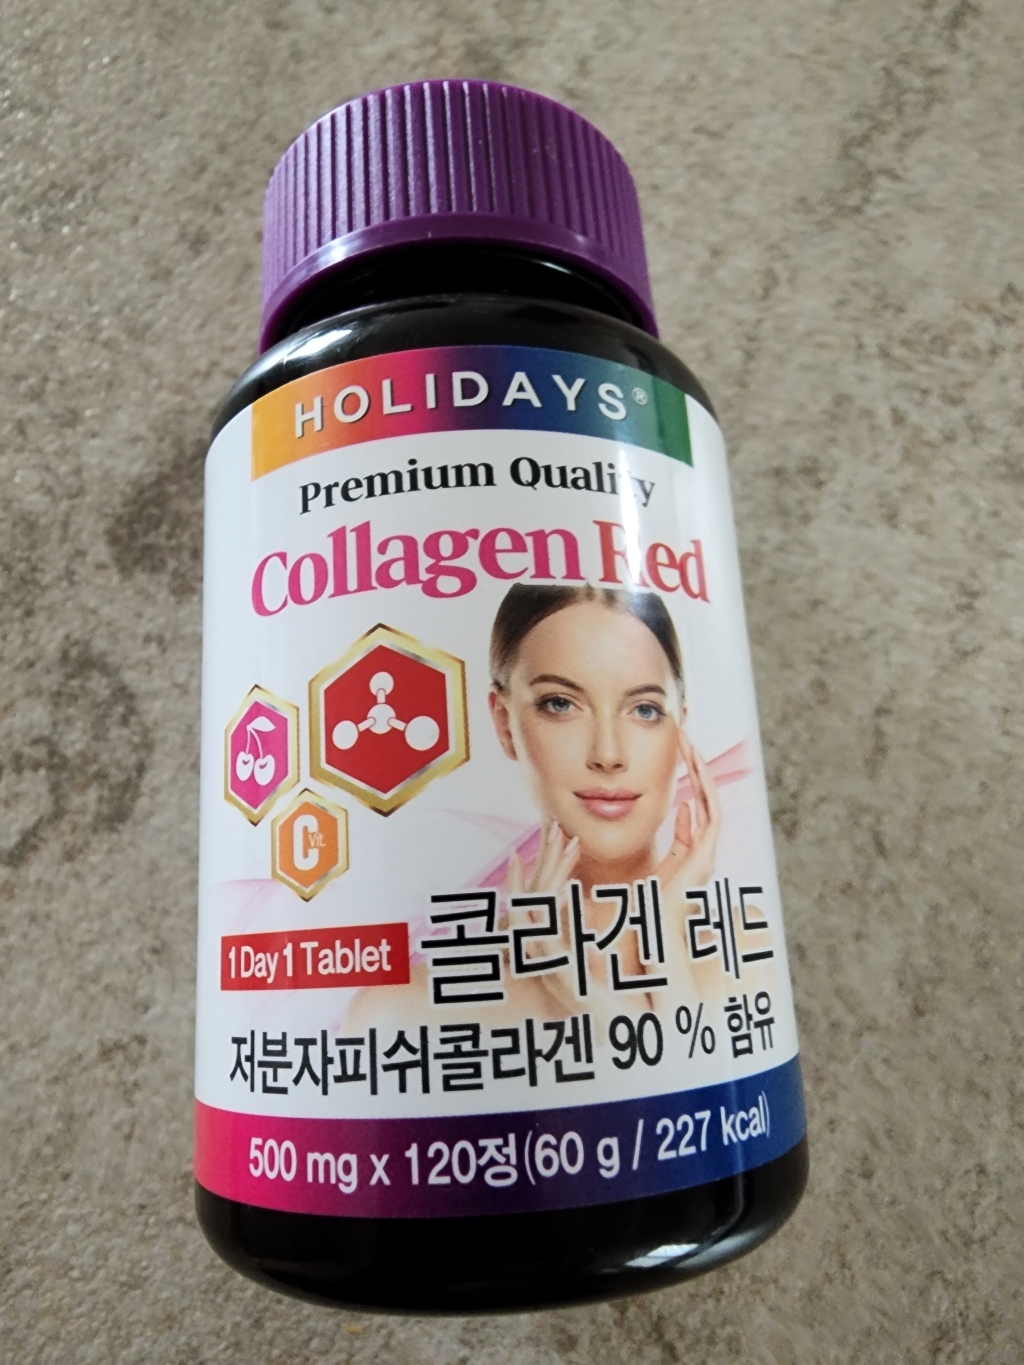 HOLIDAYS®
Premium Quality
Collagen Red
C Vit.
1 Day 1 Tablet
콜라겐 레드
저분자피쉬콜라겐 90 % 함유
500 mg x 120정(60 g / 227 kcal)